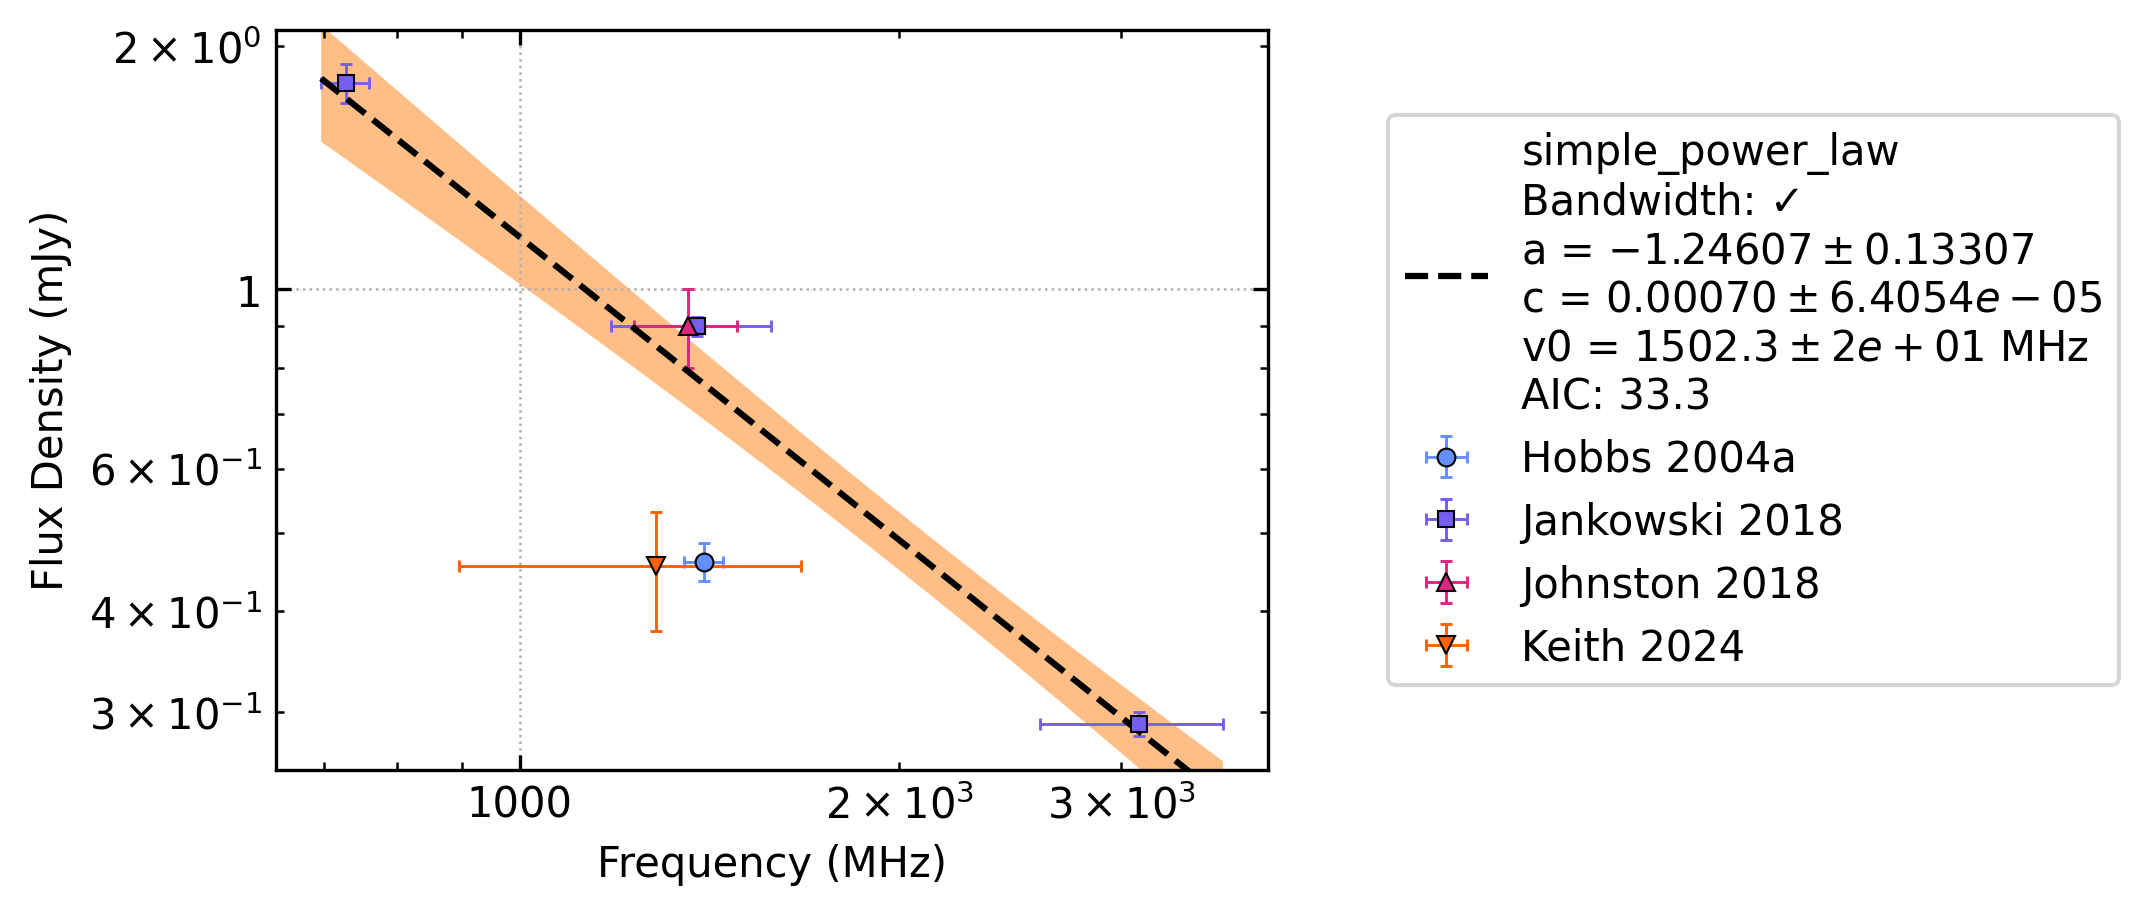 2 × 10⁰
1
6 × 10⁻¹
4 × 10⁻¹
3 × 10⁻¹
Flux Density (mJy)
1000
2 × 10³
3 × 10³
Frequency (MHz)
simple_power_law
Bandwidth: ✓
a = −1.24607 ± 0.13307
c = 0.00070 ± 6.4054e − 05
v0 = 1502.3 ± 2e + 01 MHz
AIC: 33.3
Hobbs 2004a
Jankowski 2018
Johnston 2018
Keith 2024